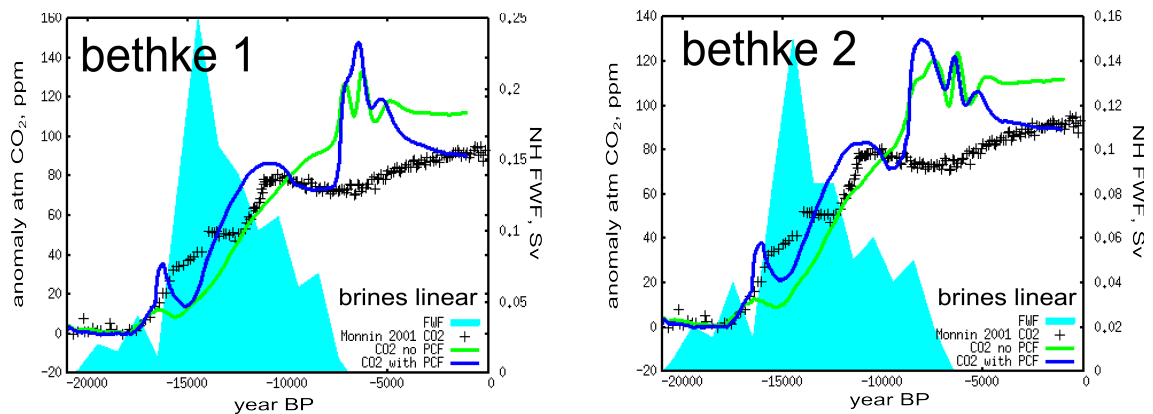 bethke 1
anomaly atm CO₂, ppm
160
140
120
100
80
60
40
20
0
-20
NH FWF, Sv
0.25
0.2
0.15
0.1
0.05
0
brines linear
FWF
Monnin 2001 CO2
CO2 no PCF
CO2 with PCF
-20000 -15000 -10000 -5000 0
year BP
bethke 2
anomaly atm CO₂, ppm
140
120
100
80
60
40
20
0
-20
NH FWF, Sv
0.16
0.14
0.12
0.1
0.08
0.06
0.04
0.02
0
brines linear
FWF
Monnin 2001 CO2
CO2 no PCF
CO2 with PCF
-20000 -15000 -10000 -5000 0
year BP